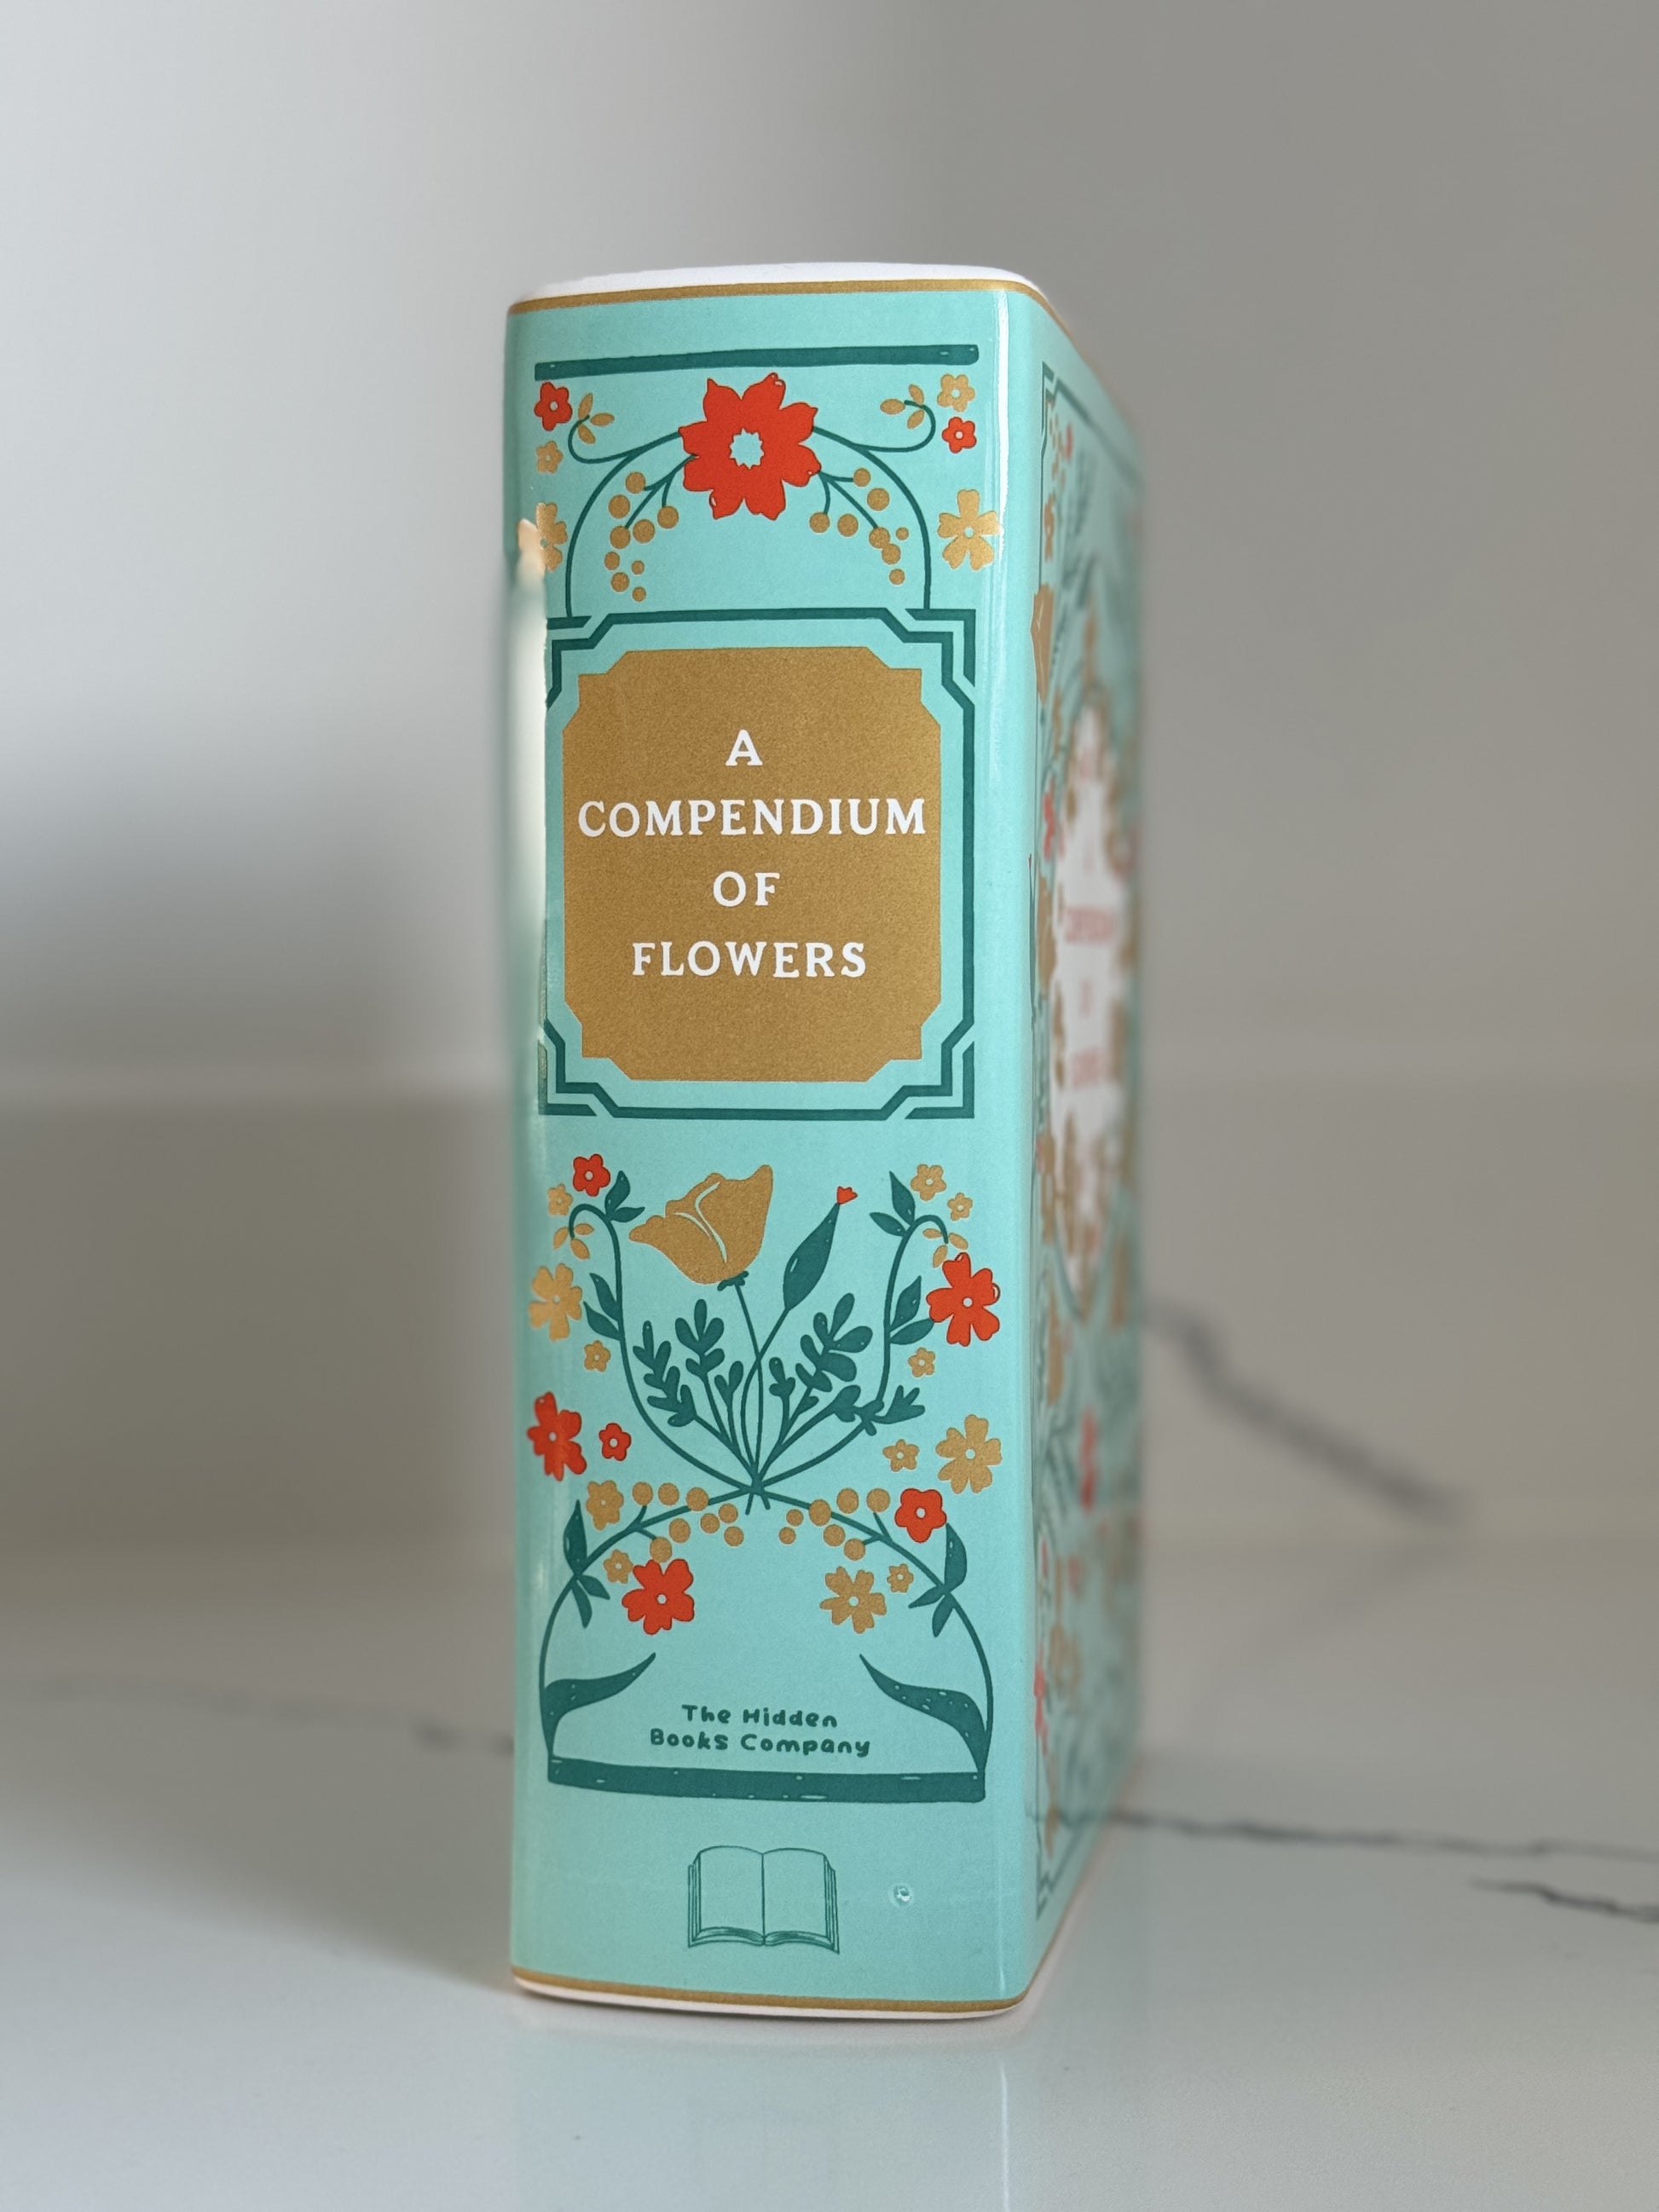 A
COMPENDIUM
OF
FLOWERS
The Hidden
Books Company